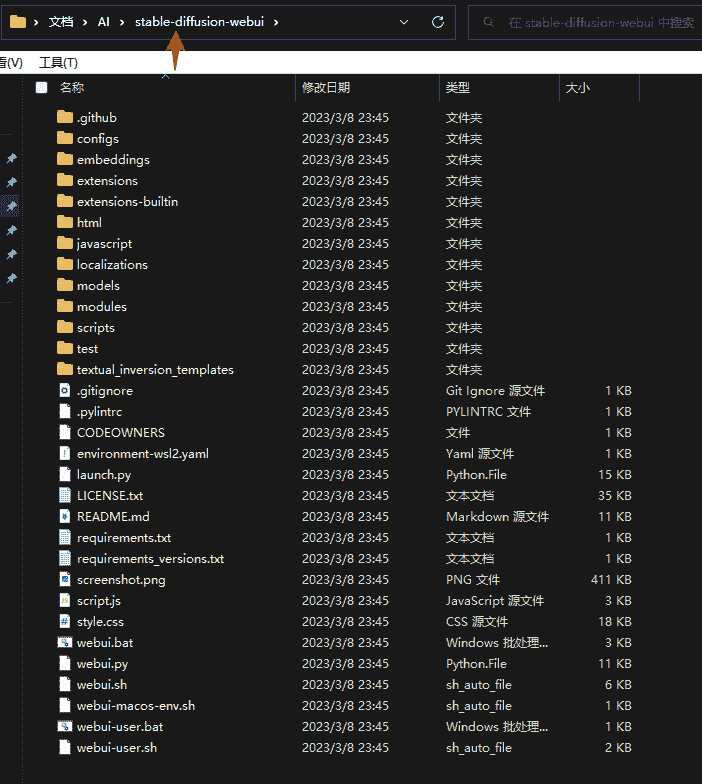 文档 AI stable-diffusion-webui 在 stable-diffusion-webui 中搜索
看(V) 工具(T)
名称 修改日期 类型 大小
.github 2023/3/8 23:45 文件夹
configs 2023/3/8 23:45 文件夹
embeddings 2023/3/8 23:45 文件夹
extensions 2023/3/8 23:45 文件夹
extensions-builtin 2023/3/8 23:45 文件夹
html 2023/3/8 23:45 文件夹
javascript 2023/3/8 23:45 文件夹
localizations 2023/3/8 23:45 文件夹
models 2023/3/8 23:45 文件夹
modules 2023/3/8 23:45 文件夹
scripts 2023/3/8 23:45 文件夹
test 2023/3/8 23:45 文件夹
textual_inversion_templates 2023/3/8 23:45 文件夹
.gitignore 2023/3/8 23:45 Git Ignore 源文件 1 KB
.pylintrc 2023/3/8 23:45 PYLINTRC 文件 1 KB
CODEOWNERS 2023/3/8 23:45 文件 1 KB
environment-wsl2.yaml 2023/3/8 23:45 Yaml 源文件 1 KB
launch.py 2023/3/8 23:45 Python.File 15 KB
LICENSE.txt 2023/3/8 23:45 文本文档 35 KB
README.md 2023/3/8 23:45 Markdown 源文件 11 KB
requirements.txt 2023/3/8 23:45 文本文档 1 KB
requirements_versions.txt 2023/3/8 23:45 文本文档 1 KB
screenshot.png 2023/3/8 23:45 PNG 文件 411 KB
script.js 2023/3/8 23:45 JavaScript 源文件 3 KB
style.css 2023/3/8 23:45 CSS 源文件 18 KB
webui.bat 2023/3/8 23:45 Windows 批处理... 3 KB
webui.py 2023/3/8 23:45 Python.File 11 KB
webui.sh 2023/3/8 23:45 sh_auto_file 6 KB
webui-macos-env.sh 2023/3/8 23:45 sh_auto_file 1 KB
webui-user.bat 2023/3/8 23:45 Windows 批处理... 1 KB
webui-user.sh 2023/3/8 23:45 sh_auto_file 2 KB